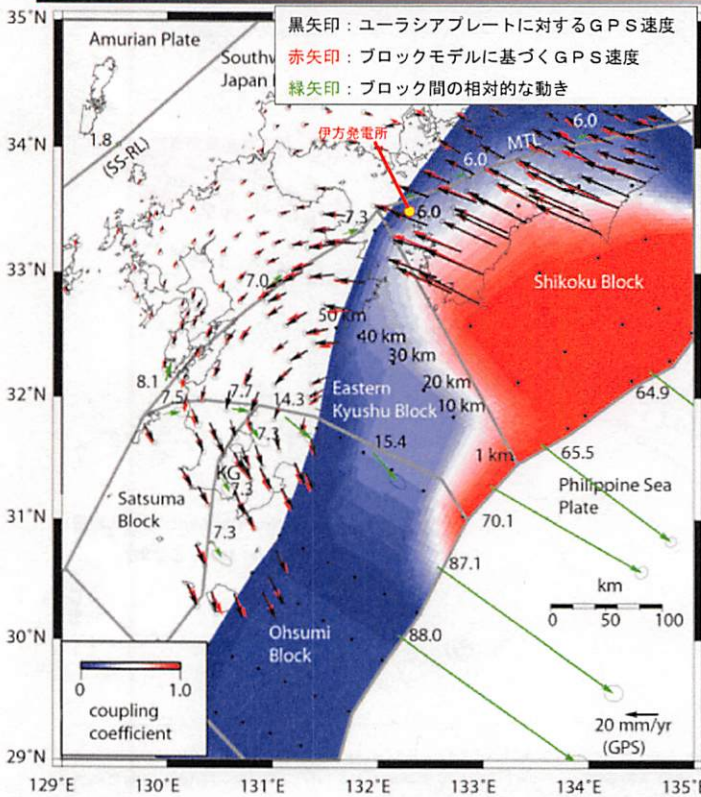 黒矢印：ユーラシアプレートに対するＧＰＳ速度
赤矢印：ブロックモデルに基づくＧＰＳ速度
緑矢印：ブロック間の相対的な動き
35°N
Amurian Plate
Southw
Japan
1.8
(SS-RL)
34°N
伊方発電所
MTL
6.0
6.0
6.0
7.3
33°N
7.0
Shikoku Block
50 km
40 km
30 km
20 km
10 km
1 km
8.1
7.5
7.7
14.3
Eastern
Kyushu Block
64.9
32°N
7.3
15.4
65.5
KG
7.3
Satsuma
Block
Philippine Sea
Plate
31°N
70.1
7.3
87.1
km
0 50 100
30°N
Ohsumi
Block
88.0
0 1.0
coupling
coefficient
20 mm/yr
(GPS)
29°N
129°E 130°E 131°E 132°E 133°E 134°E 135°E